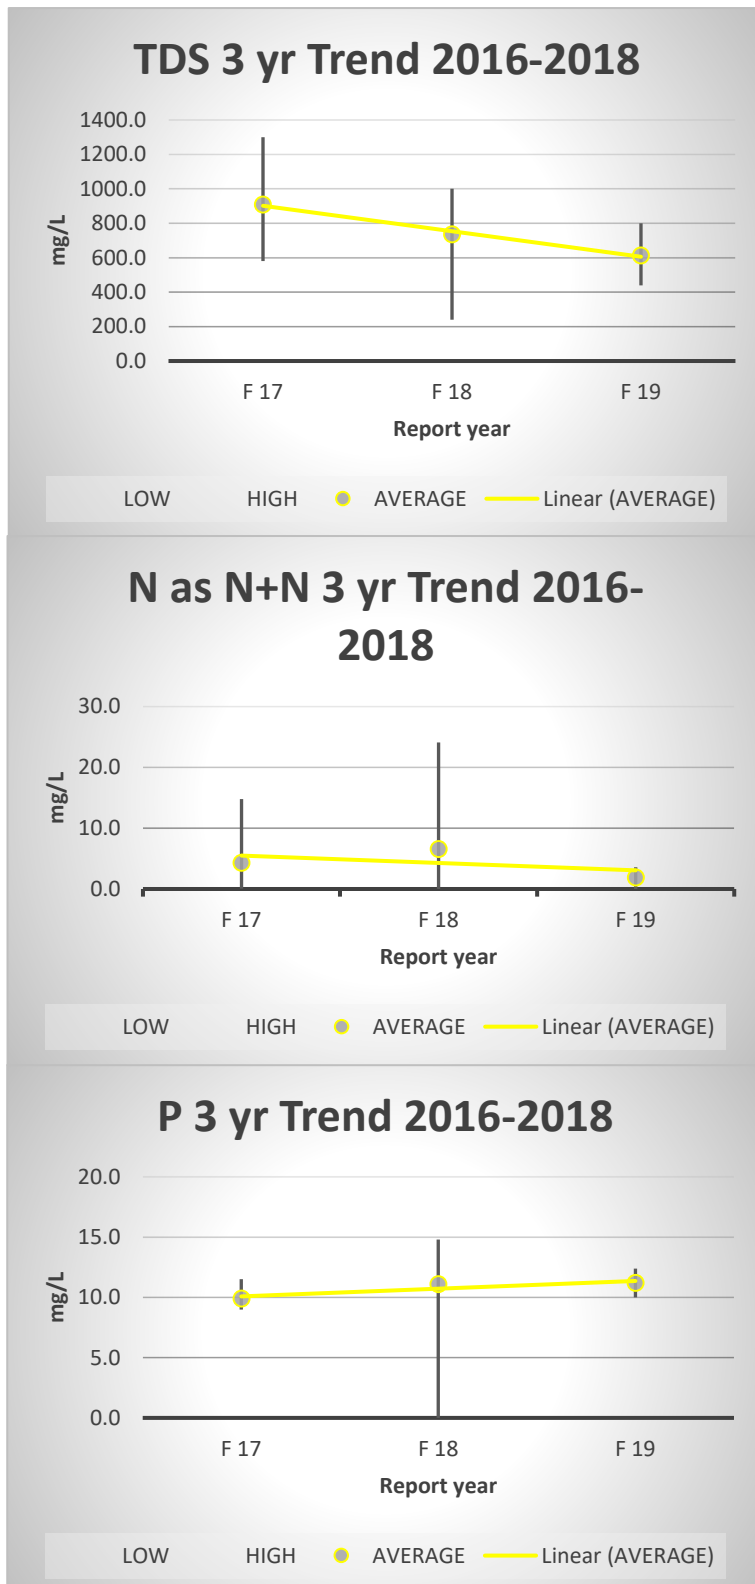 TDS 3 yr Trend 2016-2018
1400.0
1200.0
1000.0
800.0
600.0
400.0
200.0
0.0
mg/L
F 17 F 18 F 19
Report year
LOW HIGH AVERAGE Linear (AVERAGE)
N as N+N 3 yr Trend 2016-
2018
30.0
20.0
10.0
0.0
mg/L
F 17 F 18 F 19
Report year
LOW HIGH AVERAGE Linear (AVERAGE)
P 3 yr Trend 2016-2018
20.0
15.0
10.0
5.0
0.0
mg/L
F 17 F 18 F 19
Report year
LOW HIGH AVERAGE Linear (AVERAGE)